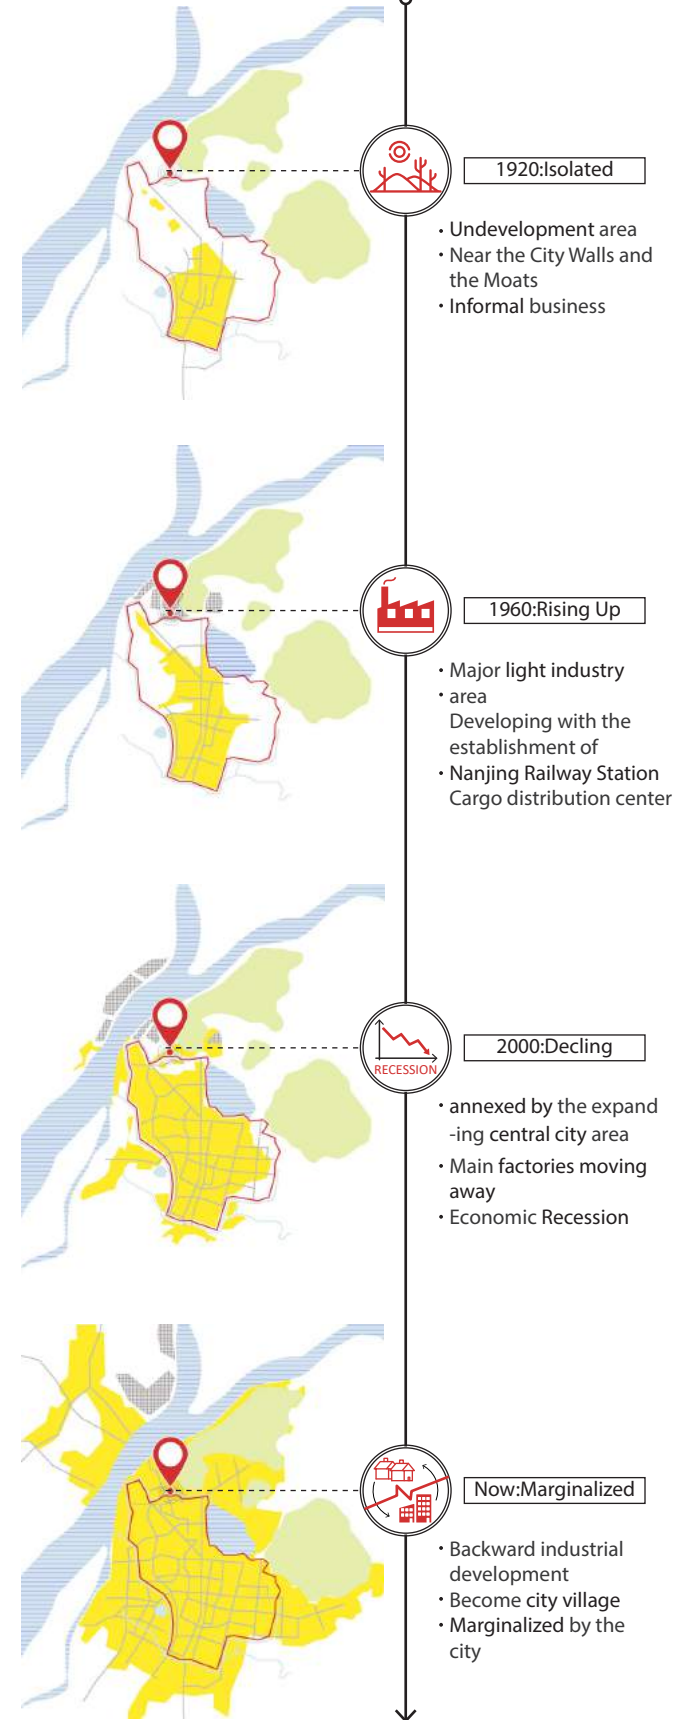 1920:Isolated
· Undevelopment area
· Near the City Walls and
the Moats
· Informal business
1960:Rising Up
· Major light industry
· area
Developing with the
establishment of
· Nanjing Railway Station
Cargo distribution center
RECESSION
2000:Decling
· annexed by the expand
-ing central city area
· Main factories moving
away
· Economic Recession
Now:Marginalized
· Backward industrial
development
· Become city village
· Marginalized by the
city